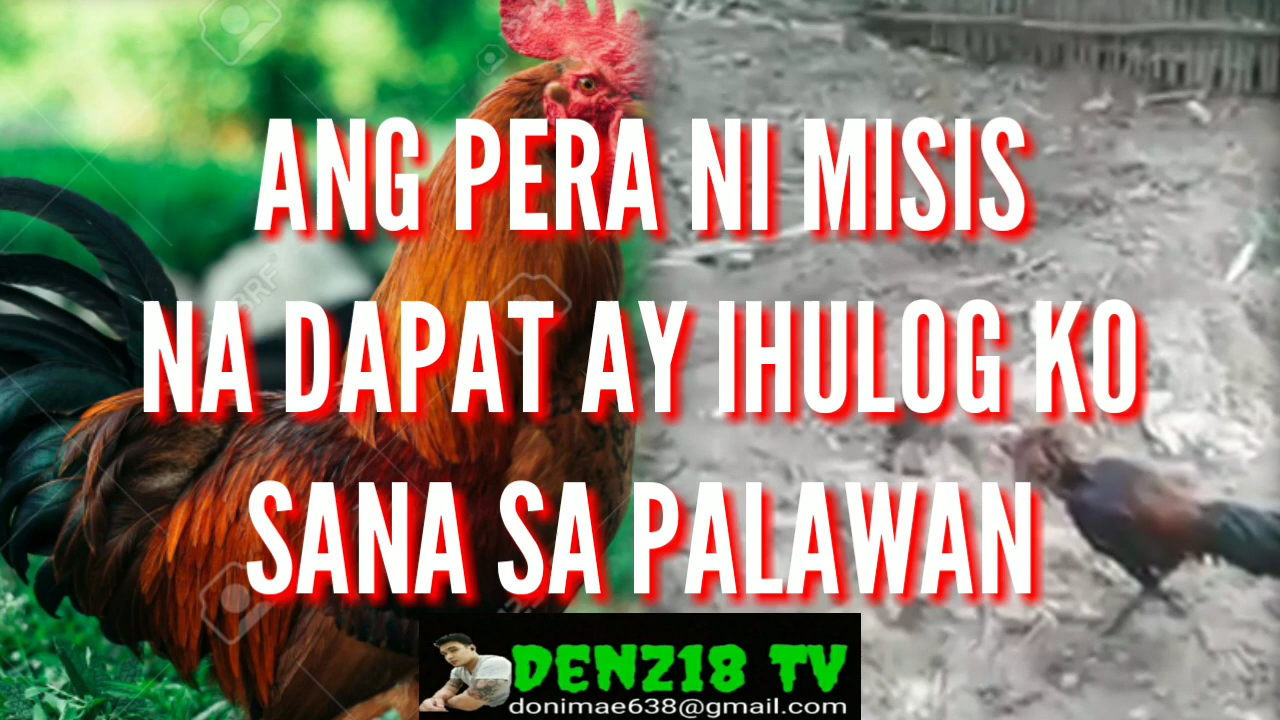 ANG PERA NI MISIS
NA DAPAT AY IHULOG KO
SANA SA PALAWAN
DENZ18 TV
donimae638@gmail.com